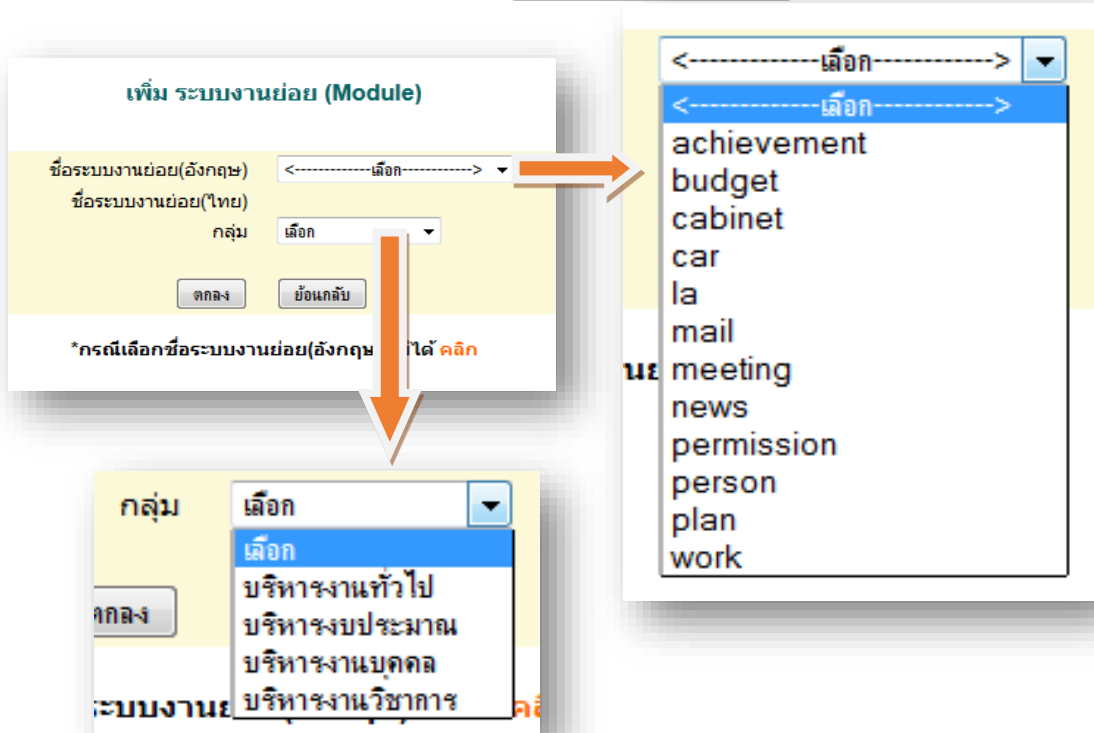 เพิ่ม ระบบงานย่อย (Module)
ชื่อระบบงานย่อย(อังกฤษ) <-------------เลือก------------>
ชื่อระบบงานย่อย(ไทย)
กลุ่ม เลือก
ตกลง ย้อนกลับ
*กรณีเลือกชื่อระบบงานย่อย(อังกฤษ ได้ คลิก
<-------------เลือก------------>
<-------------เลือก------------>
achievement
budget
cabinet
car
la
mail
meeting
news
permission
person
plan
work
กลุ่ม เลือก
เลือก
บริหารงานทั่วไป
บริหารงบประมาณ
บริหารงานบุคคล
บริหารงานวิชาการ
ตกลง
ระบบงานย